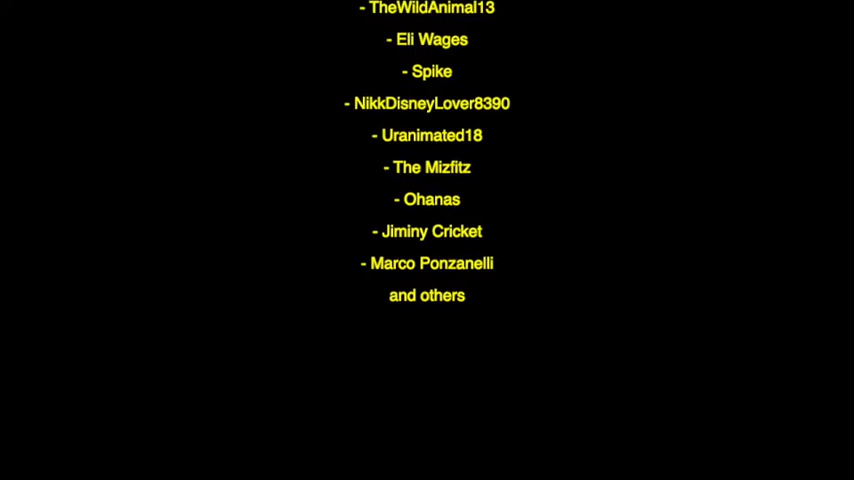 - TheWildAnimal13
- Eli Wages
- Spike
- NikkDisneyLover8390
- Uranimated18
- The Mizfitz
- Ohanas
- Jiminy Cricket
- Marco Ponzanelli
and others